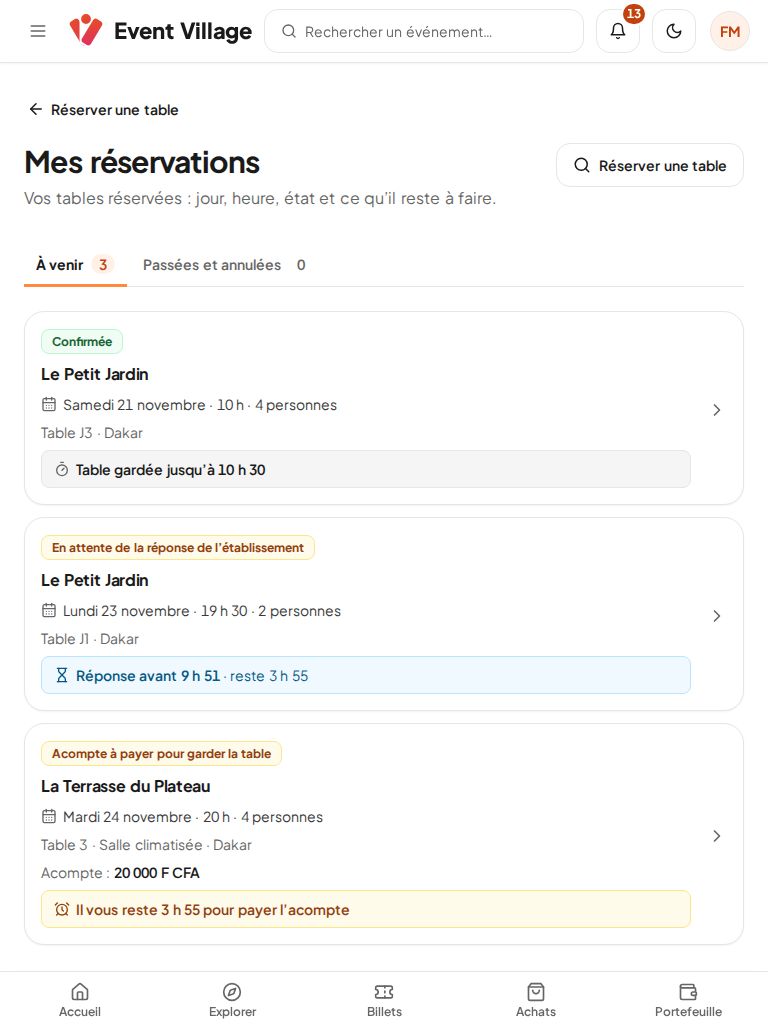 Event Village
Rechercher un événement…
13
FM
Réserver une table
Mes réservations
Réserver une table
Vos tables réservées : jour, heure, état et ce qu’il reste à faire.
À venir 3 Passées et annulées 0
Confirmée
Le Petit Jardin
Samedi 21 novembre · 10 h · 4 personnes
Table J3 · Dakar
Table gardée jusqu’à 10 h 30
En attente de la réponse de l’établissement
Le Petit Jardin
Lundi 23 novembre · 19 h 30 · 2 personnes
Table J1 · Dakar
Réponse avant 9 h 51 · reste 3 h 55
Acompte à payer pour garder la table
La Terrasse du Plateau
Mardi 24 novembre · 20 h · 4 personnes
Table 3 · Salle climatisée · Dakar
Acompte : 20 000 F CFA
Il vous reste 3 h 55 pour payer l’acompte
Accueil Explorer Billets Achats Portefeuille